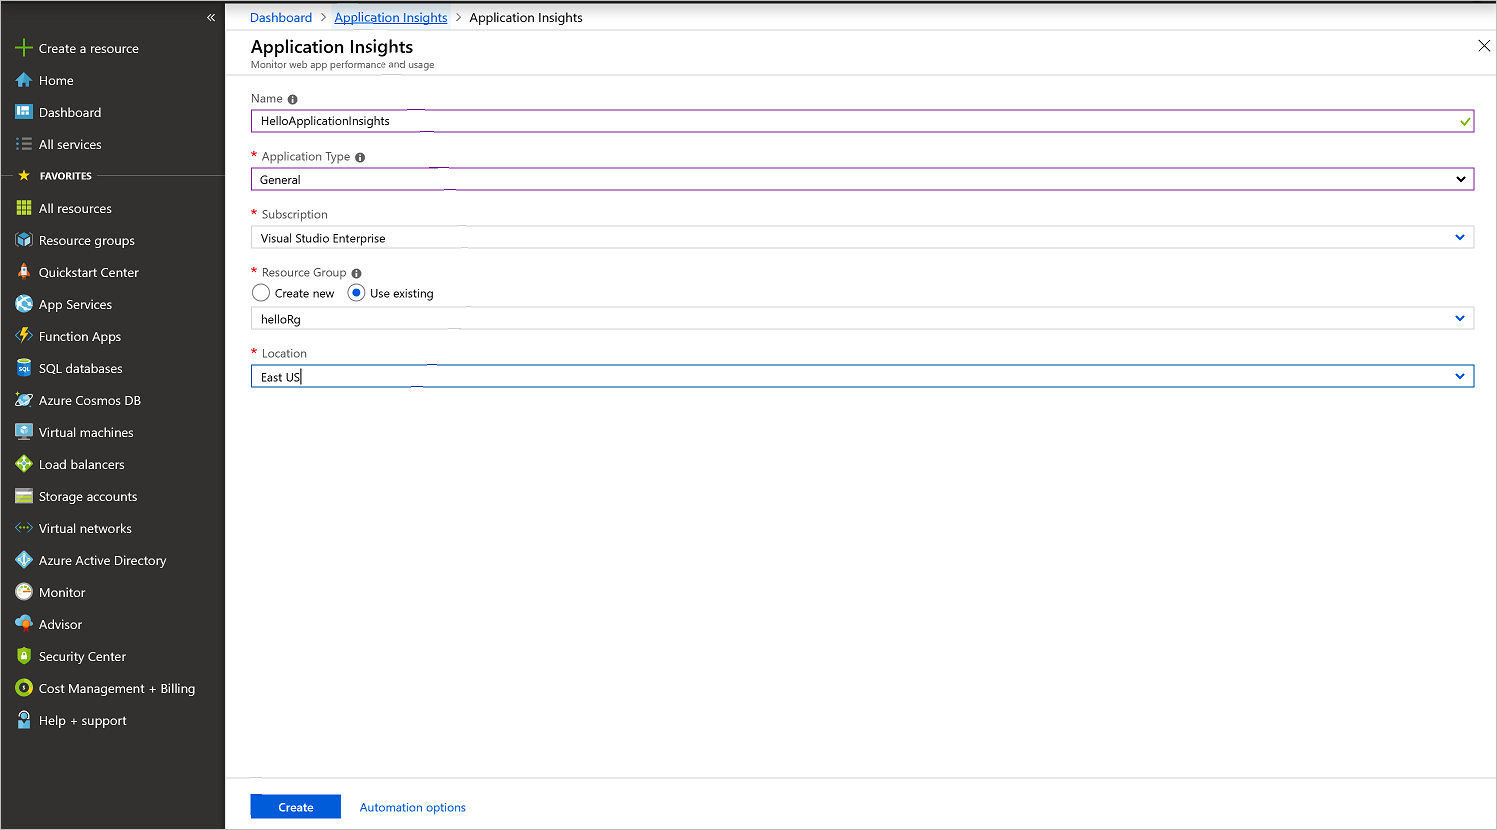 «
Create a resource
Home
Dashboard
All services
FAVORITES
All resources
Resource groups
Quickstart Center
App Services
Function Apps
SQL databases
Azure Cosmos DB
Virtual machines
Load balancers
Storage accounts
Virtual networks
Azure Active Directory
Monitor
Advisor
Security Center
Cost Management + Billing
Help + support
Dashboard > Application Insights > Application Insights
Application Insights
Monitor web app performance and usage
Name
HelloApplicationInsights
* Application Type
General
* Subscription
Visual Studio Enterprise
* Resource Group
Create new Use existing
helloRg
* Location
East US
Create Automation options